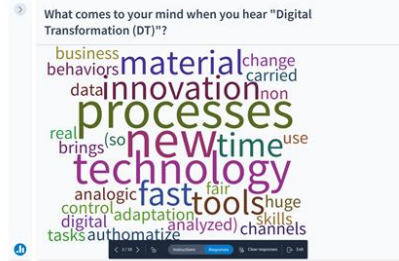 What comes to your mind when you hear "Digital
Transformation (DT)"?
business
behaviors material change
carried
data innovation non
processes
real (so new time use
brings
technology
analogic fast fair tools huge
control adaptation skills
digital analyzed) channels
tasks authomatize
Instructions Responses Clear responses Exit